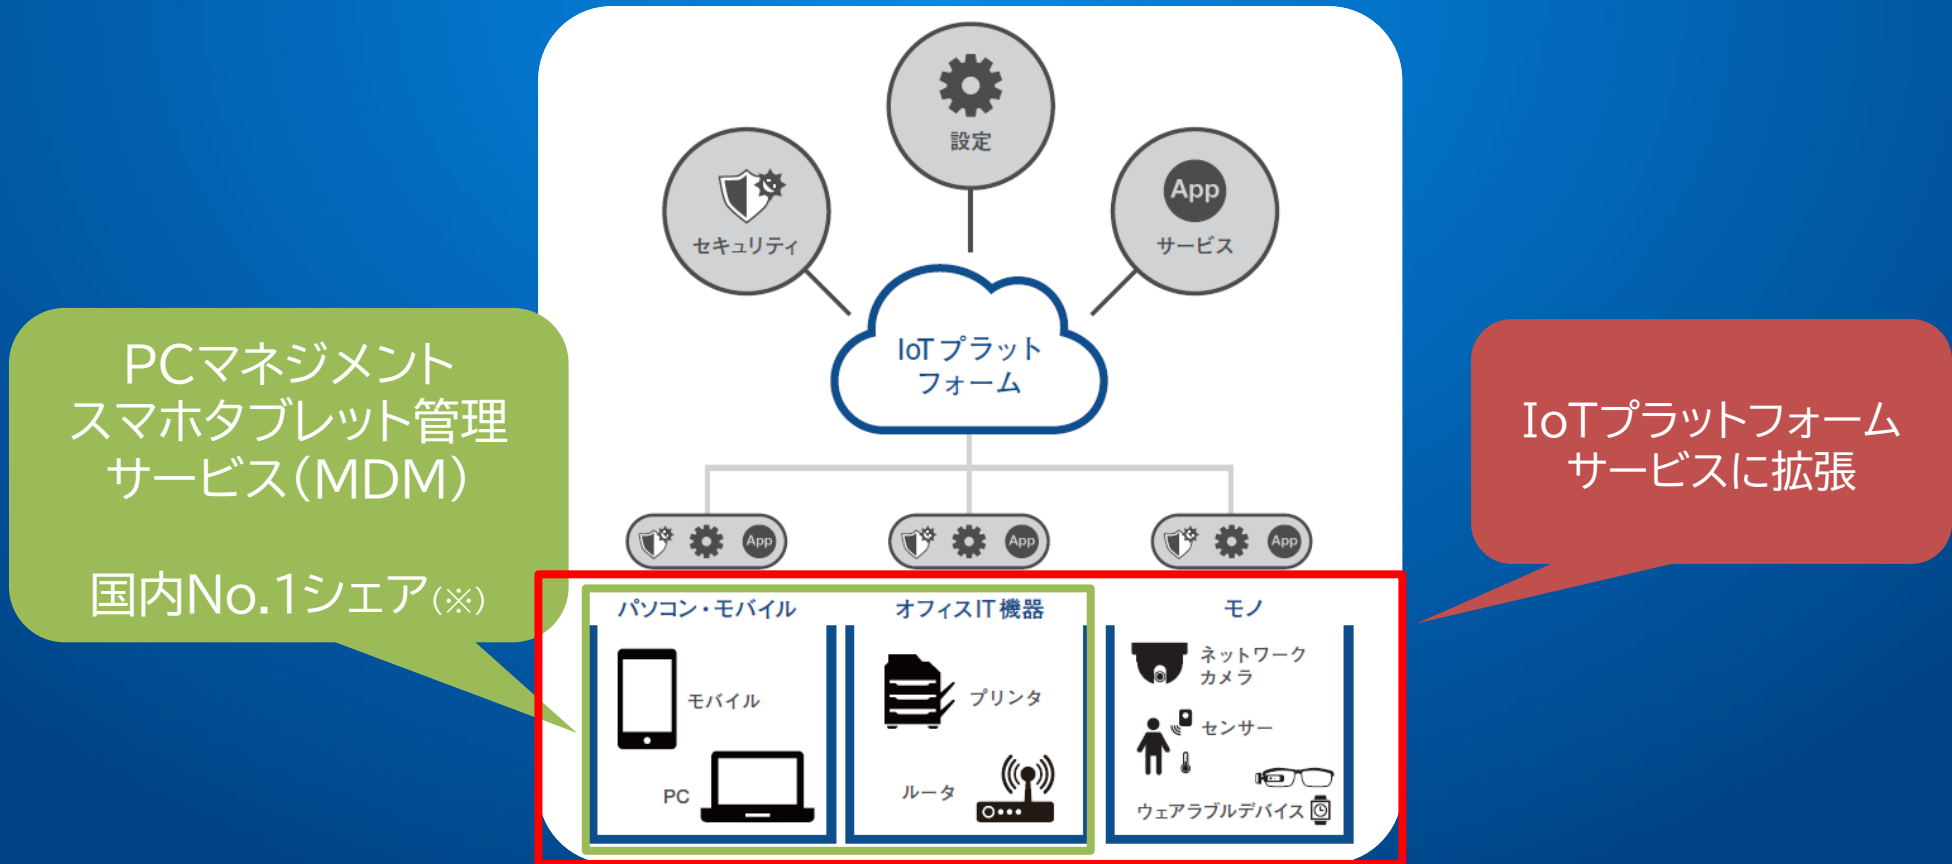 設定
セキュリティ
App
サービス
IoTプラット
フォーム
PCマネジメント
スマホタブレット管理
サービス(MDM)
国内No.1シェア(※)
IoTプラットフォーム
サービスに拡張
App
App
App
パソコン・モバイル
モバイル
PC
オフィスIT機器
プリンタ
ルータ
モノ
ネットワーク
カメラ
センサー
ウェアラブルデバイス